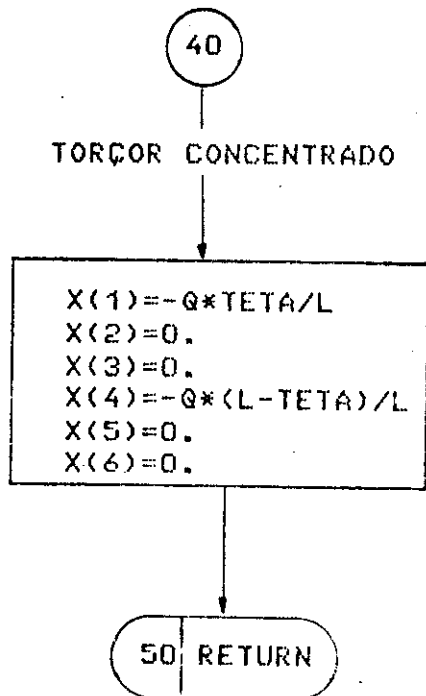 40
TORÇOR CONCENTRADO
X(1)=-Q*TETA/L
X(2)=0.
X(3)=0.
X(4)=-Q*(L-TETA)/L
X(5)=0.
X(6)=0.
50 RETURN